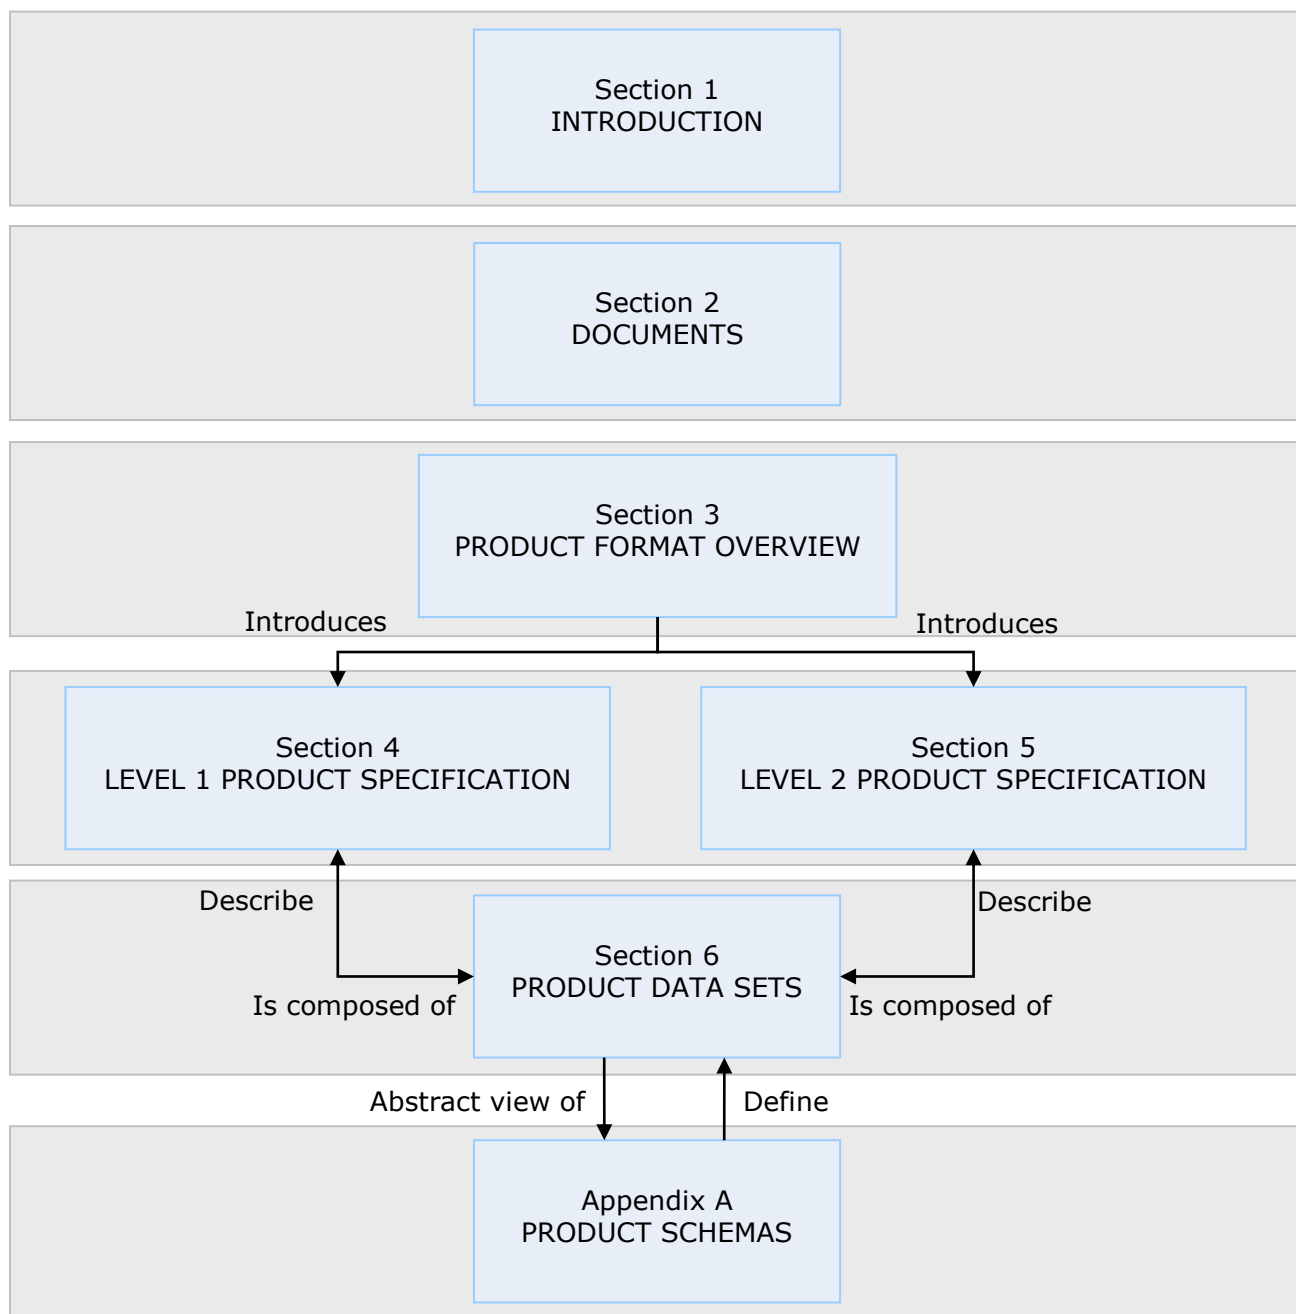 Section 1
INTRODUCTION
Section 2
DOCUMENTS
Section 3
PRODUCT FORMAT OVERVIEW
Introduces
Introduces
Section 4
LEVEL 1 PRODUCT SPECIFICATION
Section 5
LEVEL 2 PRODUCT SPECIFICATION
Describe
Describe
Section 6
PRODUCT DATA SETS
Is composed of
Is composed of
Abstract view of
Define
Appendix A
PRODUCT SCHEMAS